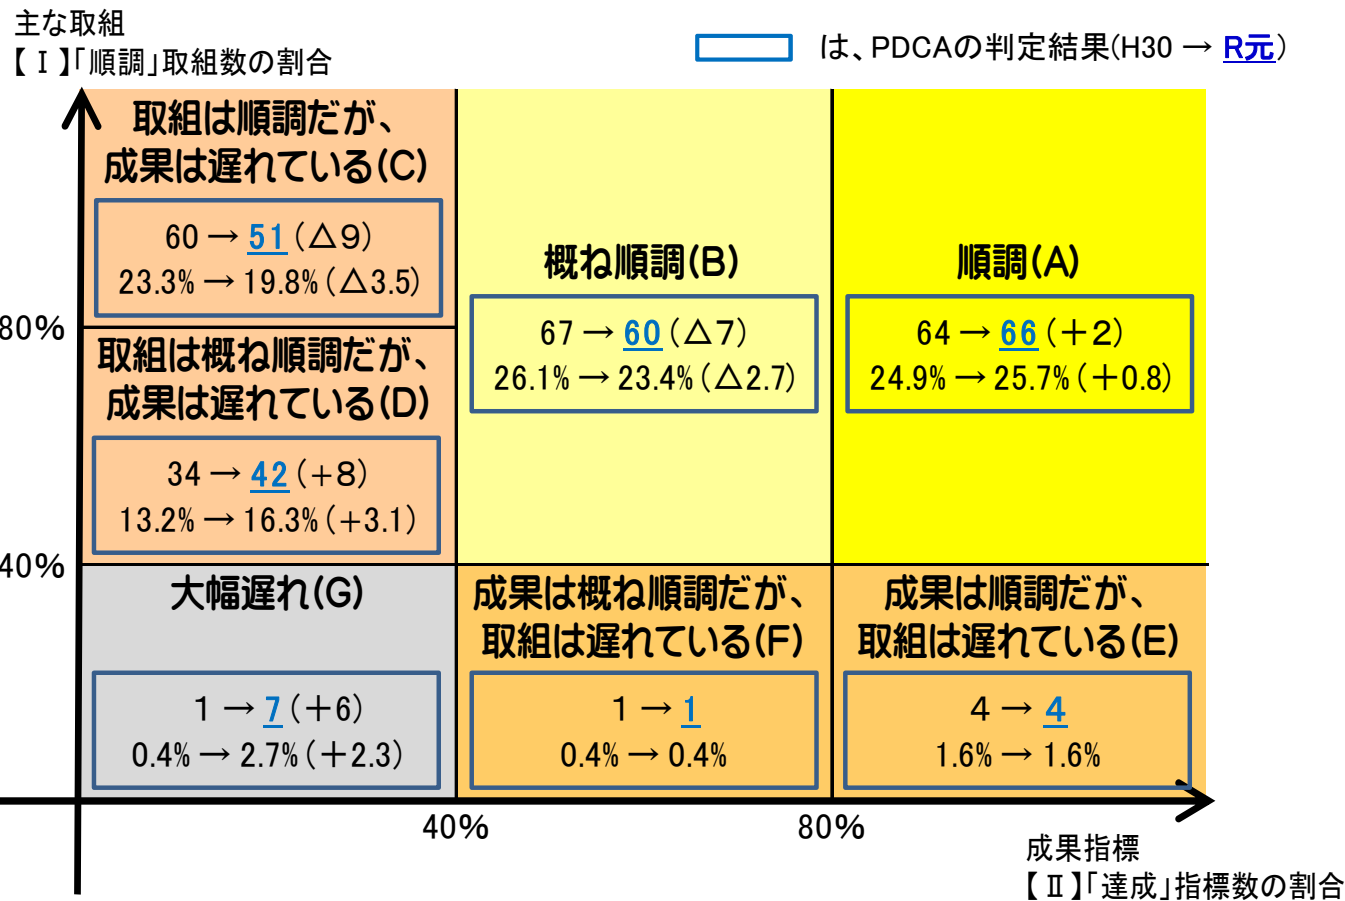 主な取組
【Ⅰ】「順調」取組数の割合
は、PDCAの判定結果(H30 → R元)
取組は順調だが、
成果は遅れている(C)
60 → 51 (△9)
23.3% → 19.8% (△3.5)
概ね順調(B)
67 → 60 (△7)
26.1% → 23.4% (△2.7)
順調(A)
64 → 66 (+2)
24.9% → 25.7% (+0.8)
80%
取組は概ね順調だが、
成果は遅れている(D)
34 → 42 (+8)
13.2% → 16.3% (+3.1)
40%
大幅遅れ(G)
1 → 7 (+6)
0.4% → 2.7% (+2.3)
成果は概ね順調だが、
取組は遅れている(F)
1 → 1
0.4% → 0.4%
成果は順調だが、
取組は遅れている(E)
4 → 4
1.6% → 1.6%
40%
80%
成果指標
【Ⅱ】「達成」指標数の割合